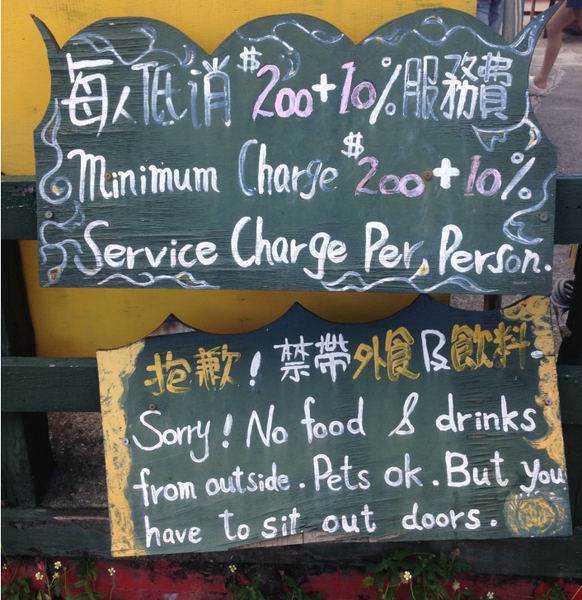 每人低消$200+10%服務費
Minimum Charge $200+10%
Service Charge Per, Person.
抱歉!禁帶外食及飲料.
Sorry! No food & drinks
from outside. Pets ok. But you
have to sit out doors.